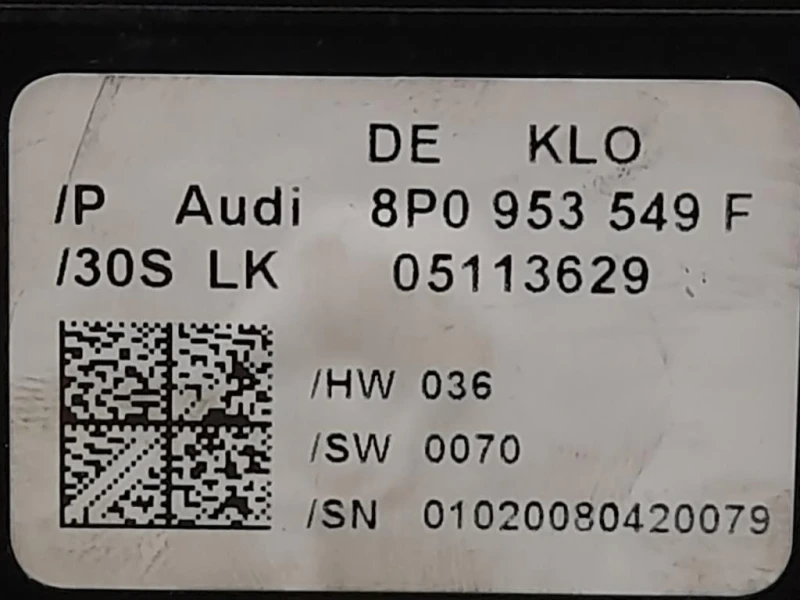 DE KLO
/P Audi 8P0 953 549 F
/30S LK 05113629
/HW 036
/SW 0070
/SN 01020080420079